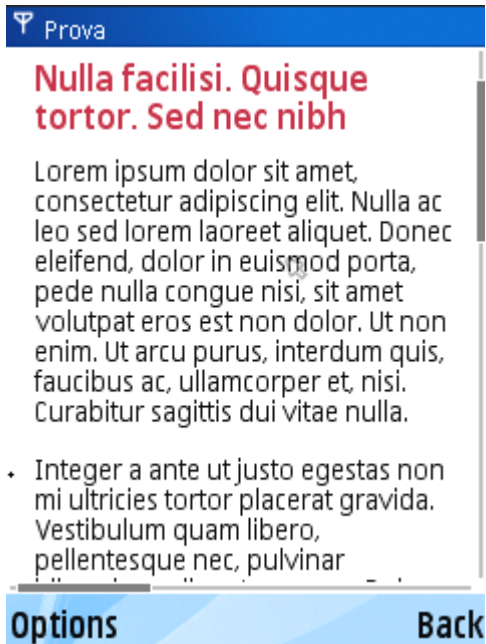 Prova
Nulla facilisi. Quisque
tortor. Sed nec nibh
Lorem ipsum dolor sit amet,
consectetur adipiscing elit. Nulla ac
leo sed lorem laoreet aliquet. Donec
eleifend, dolor in euismod porta,
pede nulla congue nisi, sit amet
volutpat eros est non dolor. Ut non
enim. Ut arcu purus, interdum quis,
faucibus ac, ullamcorper et, nisi.
Curabitur sagittis dui vitae nulla.
Integer a ante ut justo egestas non
mi ultricies tortor placerat gravida.
Vestibulum quam libero,
pellentesque nec, pulvinar
Options
Back